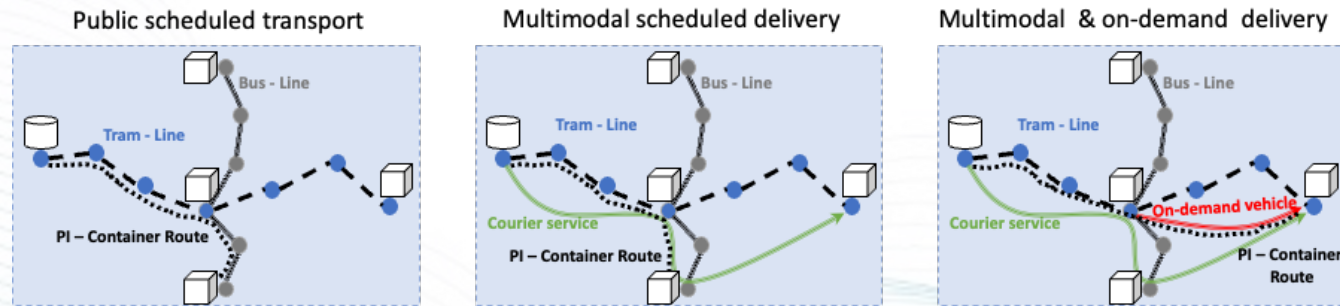 Public scheduled transport
Bus - Line
Tram - Line
PI – Container Route
Multimodal scheduled delivery
Bus - Line
Tram - Line
Courier service
PI – Container Route
Multimodal & on-demand delivery
Bus - Line
Tram - Line
On-demand vehicle
Courier service
PI – Container
Route